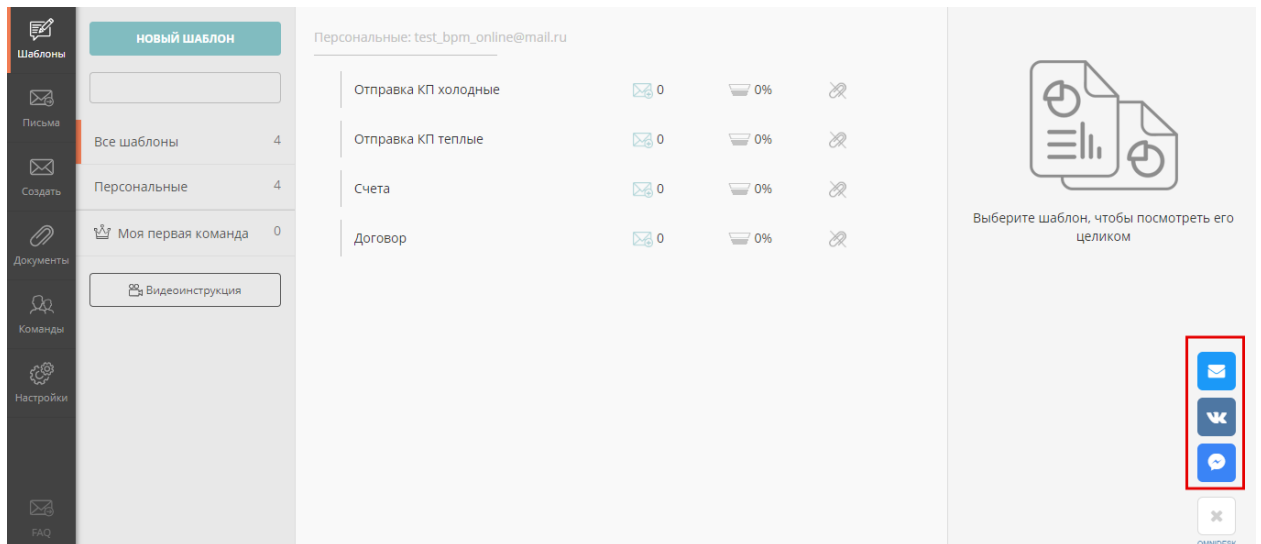 Шаблоны
Письма
Создать
Документы
Команды
Настройки
FAQ
НОВЫЙ ШАБЛОН
Все шаблоны 4
Персональные 4
Моя первая команда 0
Видеоинструкция
Персональные: test_bpm_online@mail.ru
Отправка КП холодные 0 0%
Отправка КП теплые 0 0%
Счета 0 0%
Договор 0 0%
Выберите шаблон, чтобы посмотреть его
целиком
OMNIDESK